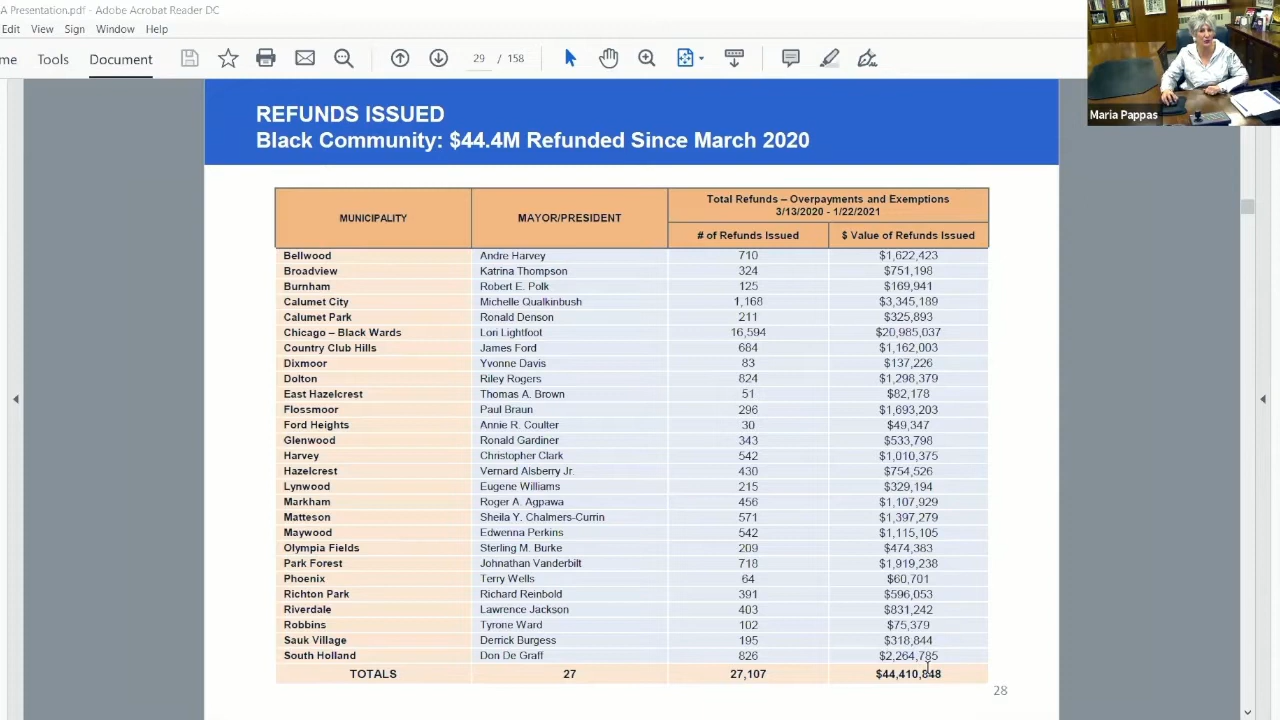 A Presentation.pdf - Adobe Acrobat Reader DC
Edit View Sign Window Help
me Tools Document 29 / 158
Maria Pappas
REFUNDS ISSUED
Black Community: $44.4M Refunded Since March 2020
MUNICIPALITY MAYOR/PRESIDENT Total Refunds – Overpayments and Exemptions
3/13/2020 - 1/22/2021
# of Refunds Issued $ Value of Refunds Issued
Bellwood Andre Harvey 710 $1,622,423
Broadview Katrina Thompson 324 $751,198
Burnham Robert E. Polk 125 $169,941
Calumet City Michelle Qualkinbush 1,168 $3,345,189
Calumet Park Ronald Denson 211 $325,893
Chicago – Black Wards Lori Lightfoot 16,594 $20,985,037
Country Club Hills James Ford 684 $1,162,003
Dixmoor Yvonne Davis 83 $137,226
Dolton Riley Rogers 824 $1,298,379
East Hazelcrest Thomas A. Brown 51 $82,178
Flossmoor Paul Braun 296 $1,693,203
Ford Heights Annie R. Coulter 30 $49,347
Glenwood Ronald Gardiner 343 $533,798
Harvey Christopher Clark 542 $1,010,375
Hazelcrest Vernard Alsberry Jr. 430 $754,526
Lynwood Eugene Williams 215 $329,194
Markham Roger A. Agpawa 456 $1,107,929
Matteson Sheila Y. Chalmers-Currin 571 $1,397,279
Maywood Edwenna Perkins 542 $1,115,105
Olympia Fields Sterling M. Burke 209 $474,383
Park Forest Johnathan Vanderbilt 718 $1,919,238
Phoenix Terry Wells 64 $60,701
Richton Park Richard Reinbold 391 $596,053
Riverdale Lawrence Jackson 403 $831,242
Robbins Tyrone Ward 102 $75,379
Sauk Village Derrick Burgess 195 $318,844
South Holland Don De Graff 826 $2,264,785
TOTALS 27 27,107 $44,410,848
28